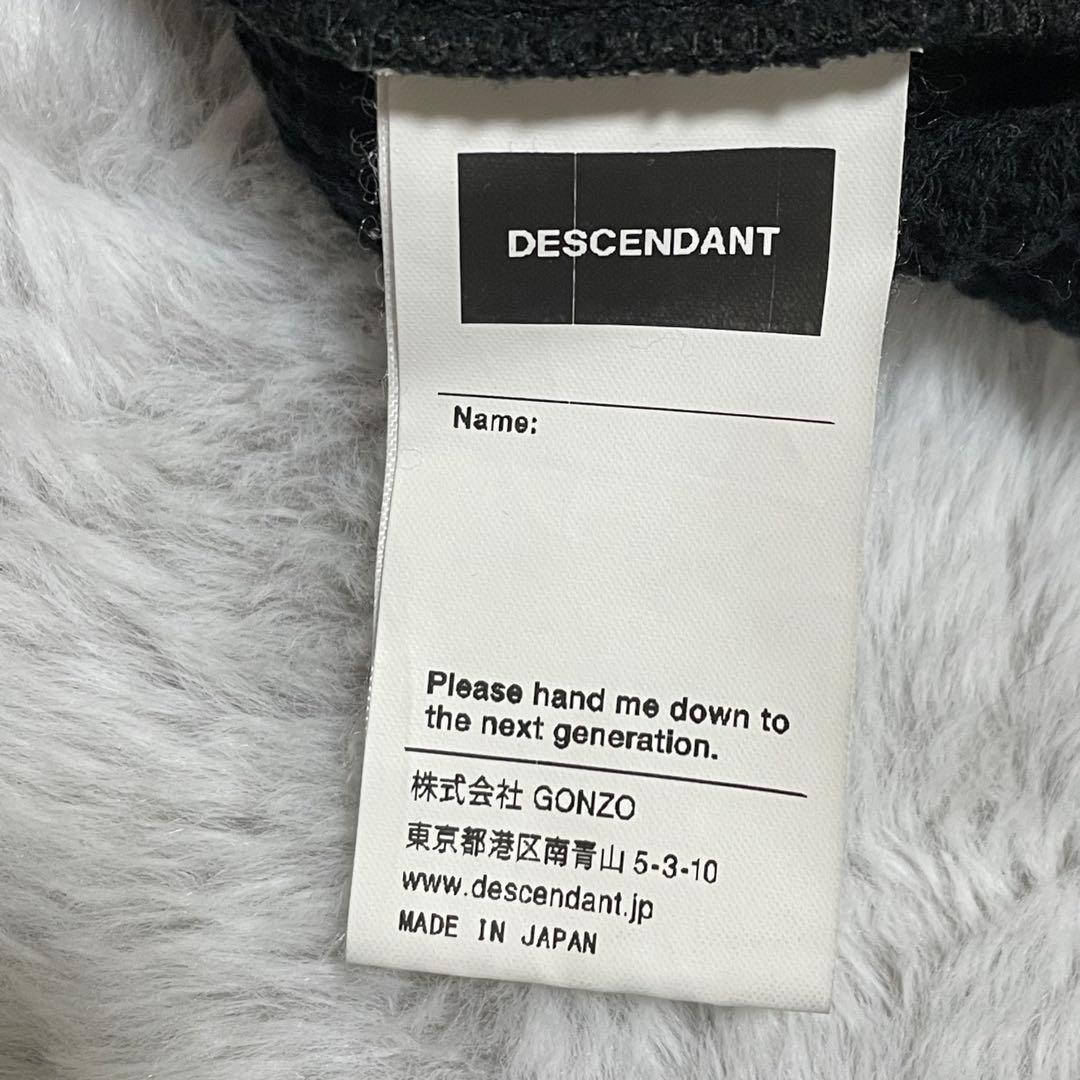 DESCENDANT
Name:
Please hand me down to
the next generation.
株式会社 GONZO
東京都港区南青山 5-3-10
www.descendant.jp
MADE IN JAPAN